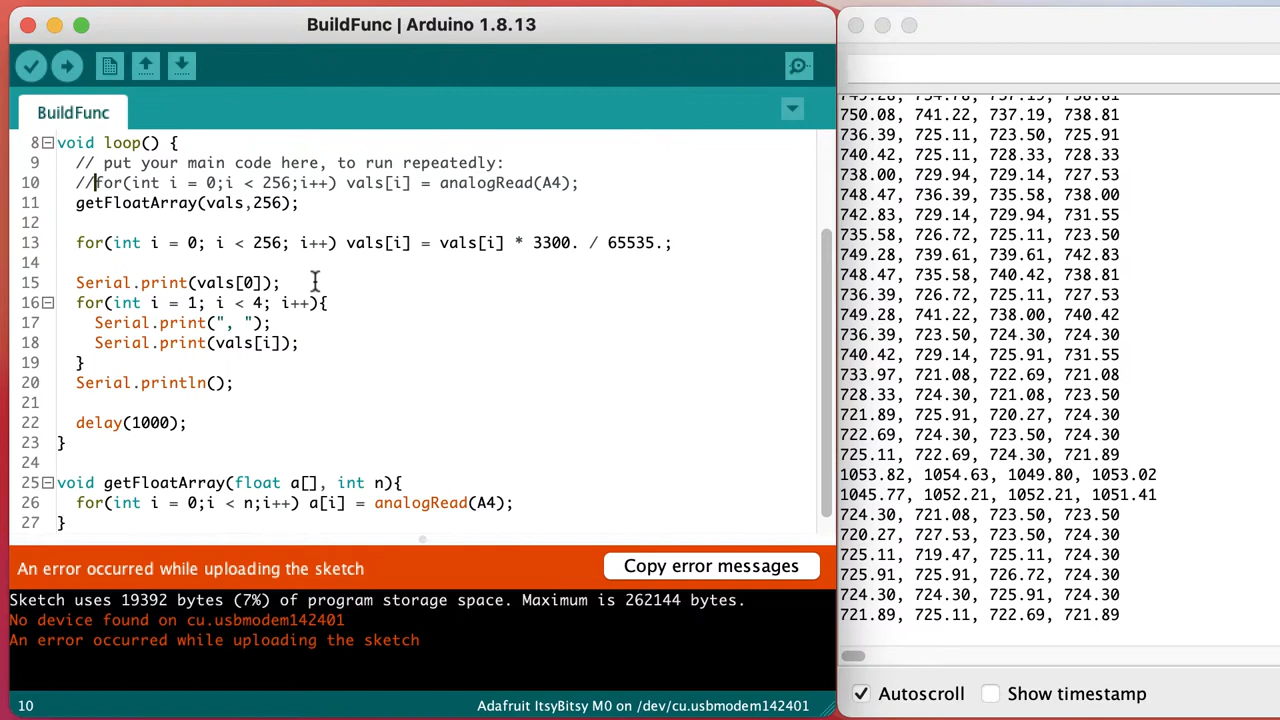 BuildFunc | Arduino 1.8.13
BuildFunc
8 void loop() {
9 // put your main code here, to run repeatedly:
10 //for(int i = 0;i < 256;i++) vals[i] = analogRead(A4);
11 getFloatArray(vals,256);
12
13 for(int i = 0; i < 256; i++) vals[i] = vals[i] * 3300. / 65535.;
14
15 Serial.print(vals[0]);
16 for(int i = 1; i < 4; i++){
17 Serial.print(", ");
18 Serial.print(vals[i]);
19 }
20 Serial.println();
21
22 delay(1000);
23 }
24
25 void getFloatArray(float a[], int n){
26 for(int i = 0;i < n;i++) a[i] = analogRead(A4);
27 }
An error occurred while uploading the sketch
Copy error messages
Sketch uses 19392 bytes (7%) of program storage space. Maximum is 262144 bytes.
No device found on cu.usbmodem142401
An error occurred while uploading the sketch
10
Adafruit ItsyBitsy M0 on /dev/cu.usbmodem142401
750.08, 741.22, 737.19, 738.81
736.39, 725.11, 723.50, 725.91
740.42, 729.14, 728.33, 728.33
738.00, 729.94, 729.14, 727.53
748.47, 736.39, 735.58, 738.00
742.83, 729.14, 729.94, 731.55
735.58, 726.72, 725.11, 723.50
749.28, 739.61, 739.61, 742.83
748.47, 735.58, 740.42, 738.81
736.39, 726.72, 725.11, 727.53
749.28, 741.22, 738.00, 740.42
736.39, 723.50, 724.30, 724.30
740.42, 729.14, 725.91, 731.55
733.97, 721.08, 722.69, 721.08
728.33, 724.30, 721.08, 723.50
721.89, 725.91, 720.27, 724.30
722.69, 724.30, 723.50, 724.30
725.11, 722.69, 724.30, 721.89
1053.82, 1054.63, 1049.80, 1053.02
1045.77, 1052.21, 1052.21, 1051.41
724.30, 721.08, 723.50, 723.50
720.27, 727.53, 723.50, 724.30
725.11, 719.47, 725.11, 724.30
725.91, 725.91, 726.72, 724.30
724.30, 724.30, 725.91, 724.30
721.89, 725.11, 722.69, 721.89
Autoscroll
Show timestamp